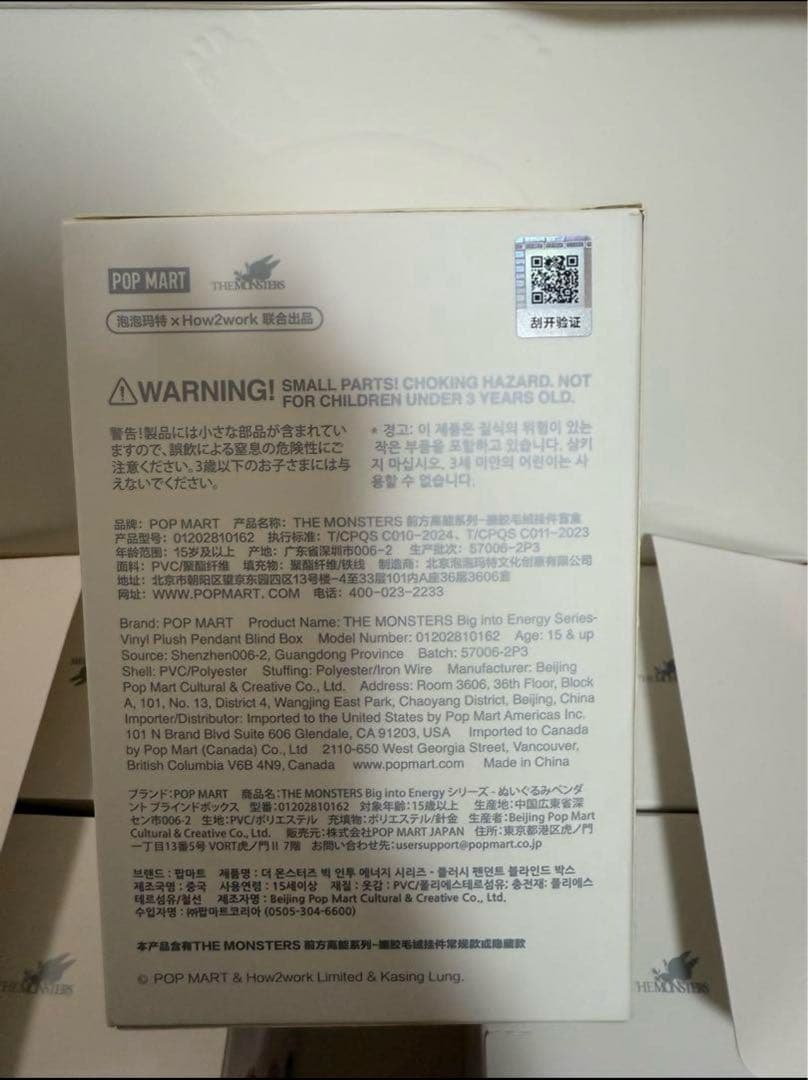 POP MART
THE MONSTERS
泡泡玛特 × How2work 联合出品
刮开验证
WARNING! SMALL PARTS! CHOKING HAZARD. NOT
FOR CHILDREN UNDER 3 YEARS OLD.
警告!製品には小さな部品が含まれてい
ますので、誤飲による窒息の危険性にご
注意ください。3歳以下のお子さまには与
えないでください。
* 경고: 이 제품은 질식의 위험이 있는
작은 부품을 포함하고 있습니다. 삼키
지 마십시오. 3세 미만의 어린이는 사
용할 수 없습니다.
品牌: POP MART 产品名称: THE MONSTERS 前方高能系列-搪胶毛绒挂件盲盒
产品型号: 01202810162 执行标准: T/CPQS C010-2024、T/CPQS C011-2023
年龄范围: 15岁及以上 产地: 广东省深圳市006-2 生产批次: 57006-2P3
面料: PVC/聚酯纤维 填充物: 聚酯纤维/铁线 制造商: 北京泡泡玛特文化创意有限公司
地址: 北京市朝阳区望京东园四区13号楼-4至33层101内A座36层3606室
网址: WWW.POPMART.COM 电话: 400-023-2233
Brand: POP MART Product Name: THE MONSTERS Big into Energy Series-
Vinyl Plush Pendant Blind Box Model Number: 01202810162 Age: 15 & up
Source: Shenzhen006-2, Guangdong Province Batch: 57006-2P3
Shell: PVC/Polyester Stuffing: Polyester/Iron Wire Manufacturer: Beijing
Pop Mart Cultural & Creative Co., Ltd. Address: Room 3606, 36th Floor, Block
A, 101, No. 13, District 4, Wangjing East Park, Chaoyang District, Beijing, China
Importer/Distributor: Imported to the United States by Pop Mart Americas Inc.
101 N Brand Blvd Suite 606 Glendale, CA 91203, USA Imported to Canada
by Pop Mart (Canada) Co., Ltd 2110-650 West Georgia Street, Vancouver,
British Columbia V6B 4N9, Canada www.popmart.com Made in China
ブランド: POP MART 商品名: THE MONSTERS Big into Energy シリーズ - ぬいぐるみペンダ
ント ブラインドボックス 型番: 01202810162 対象年齢: 15歳以上 生産地: 中国広東省深
セン市006-2 生地: PVC/ポリエステル 充填物: ポリエステル/針金 生産者: Beijing Pop Mart
Cultural & Creative Co., Ltd. 販売元: 株式会社POP MART JAPAN 住所: 東京都港区虎ノ門
一丁目13番5号 VORT虎ノ門II 7階 お問い合わせ先: usersupport@popmart.co.jp
브랜드 : 팝마트 제품명 : 더 몬스터즈 빅 인투 에너지 시리즈 - 플러시 펜던트 블라인드 박스
제조국명 : 중국 사용연령 : 15세이상 재질 : 옷감 : PVC/폴리에스테르섬유; 충전재: 폴리에스
테르섬유/철선 제조자명 : Beijing Pop Mart Cultural & Creative Co., Ltd.
수입자명 : ㈜팝마트코리아 (0505-304-6600)
本产品含有THE MONSTERS 前方高能系列-搪胶毛绒挂件常规款或隐藏款
© POP MART & How2work Limited & Kasing Lung.
THE MONSTERS
THE MONSTERS